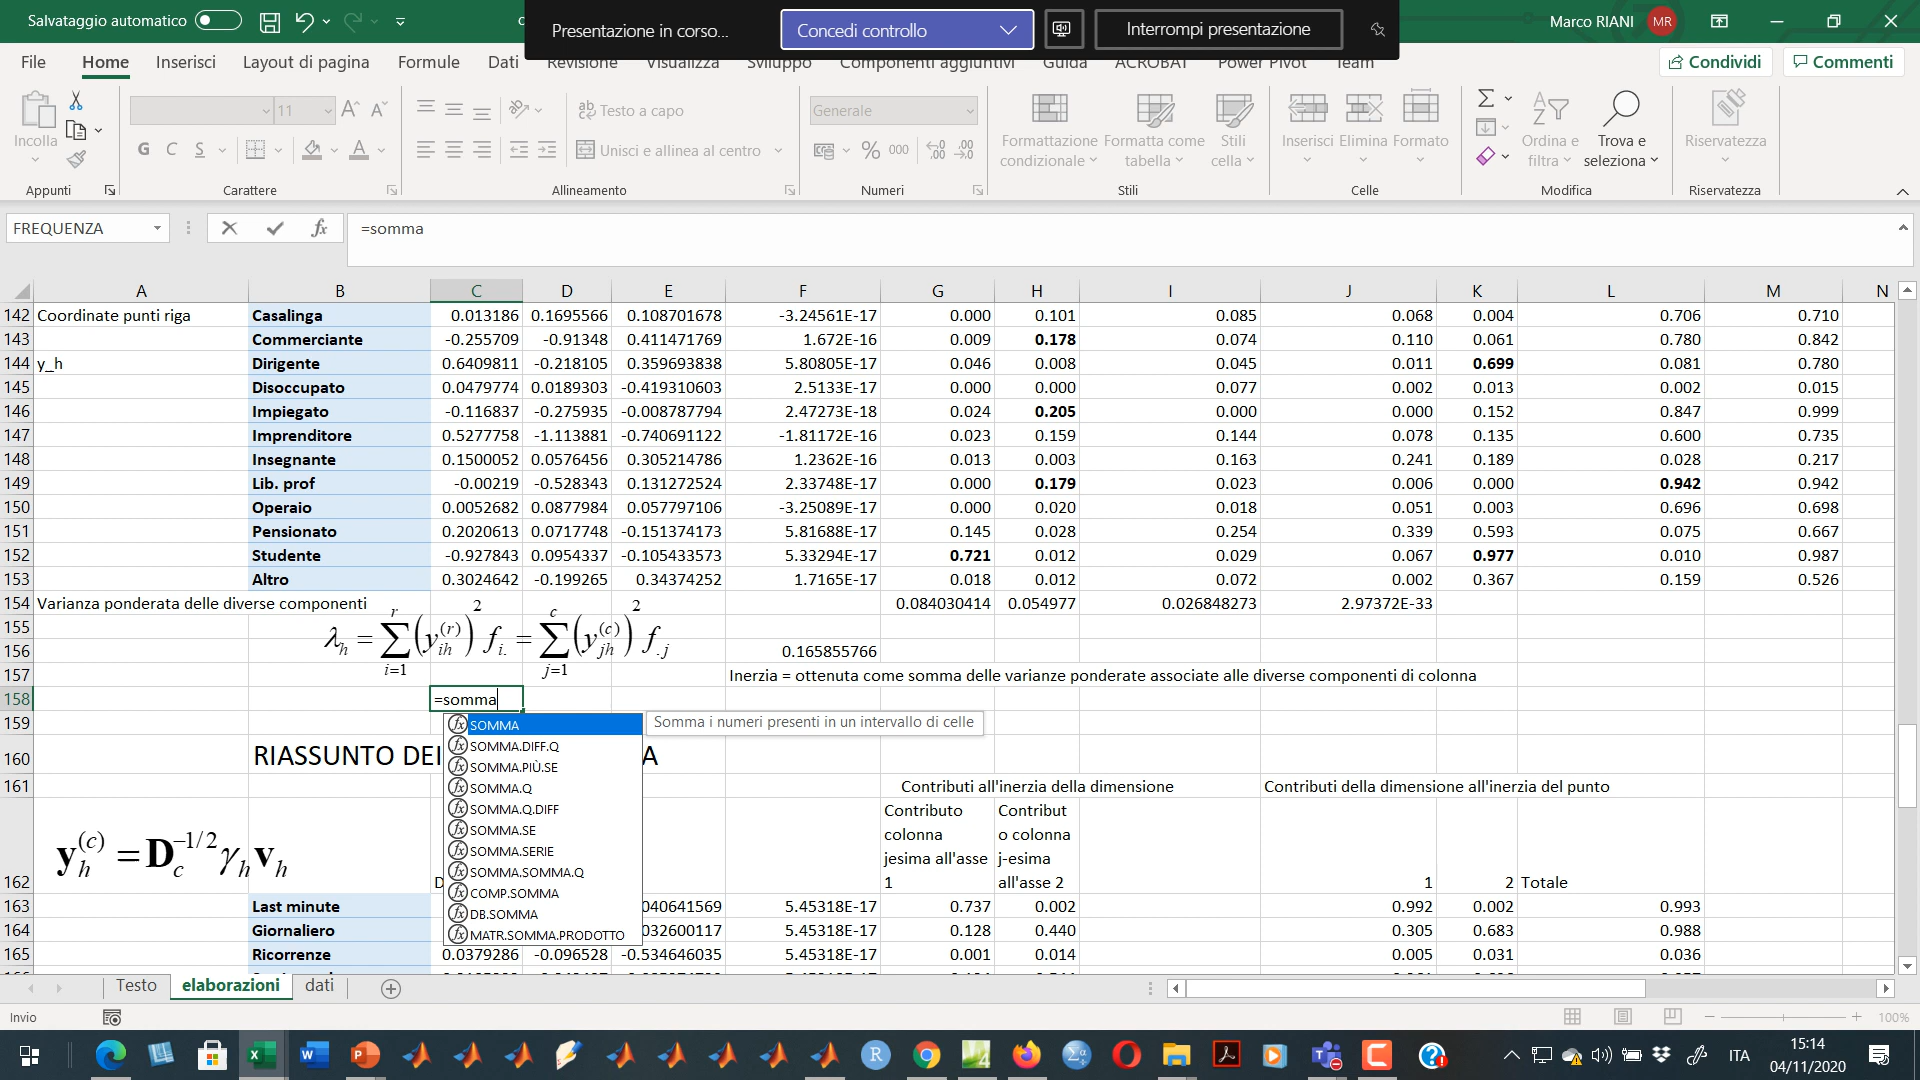 Salvataggio automatico
Presentazione in corso...
Concedi controllo
Interrompi presentazione
Marco RIANI MR
File Home Inserisci Layout di pagina Formule Dati Revisione Visualizza Sviluppo Componenti aggiuntivi Guida ACROBAT Power Pivot Team Condividi Commenti
Incolla 11 Testo a capo Generale Formattazione condizionale Formatta come tabella Stili cella Inserisci Elimina Formato Ordina e filtra Trova e seleziona Riservatezza
G C S Unisci e allinea al centro % 000
Appunti Carattere Allineamento Numeri Stili Celle Modifica Riservatezza
FREQUENZA fx =somma
A B C D E F G H I J K L M N
142 Coordinate punti riga Casalinga 0.013186 0.1695566 0.108701678 -3.24561E-17 0.000 0.101 0.085 0.068 0.004 0.706 0.710
143 Commerciante -0.255709 -0.91348 0.411471769 1.672E-16 0.009 0.178 0.074 0.110 0.061 0.780 0.842
144 y_h Dirigente 0.6409811 -0.218105 0.359693838 5.80805E-17 0.046 0.008 0.045 0.011 0.699 0.081 0.780
145 Disoccupato 0.0479774 0.0189303 -0.419310603 2.5133E-17 0.000 0.000 0.077 0.002 0.013 0.002 0.015
146 Impiegato -0.116837 -0.275935 -0.008787794 2.47273E-18 0.024 0.205 0.000 0.000 0.152 0.847 0.999
147 Imprenditore 0.5277758 -1.113881 -0.740691122 -1.81172E-16 0.023 0.159 0.144 0.078 0.135 0.600 0.735
148 Insegnante 0.1500052 0.0576456 0.305214786 1.2362E-16 0.013 0.003 0.163 0.241 0.189 0.028 0.217
149 Lib. prof -0.00219 -0.528343 0.131272524 2.33748E-17 0.000 0.179 0.023 0.006 0.000 0.942 0.942
150 Operaio 0.0052682 0.0877984 0.057797106 -3.25089E-17 0.000 0.020 0.018 0.051 0.003 0.696 0.698
151 Pensionato 0.2020613 0.0717748 -0.151374173 5.81688E-17 0.145 0.028 0.254 0.339 0.593 0.075 0.667
152 Studente -0.927843 0.0954337 -0.105433573 5.33294E-17 0.721 0.012 0.029 0.067 0.977 0.010 0.987
153 Altro 0.3024642 -0.199265 0.34374252 1.7165E-17 0.018 0.012 0.072 0.002 0.367 0.159 0.526
154 Varianza ponderata delle diverse componenti 0.084030414 0.054977 0.026848273 2.97372E-33
155
λ_h = ∑_{i=1}^{r} (y_{ih}^{(r)})^2 f_{i.} = ∑_{j=1}^{c} (y_{jh}^{(c)})^2 f_{.j}
156 0.165855766
157 Inerzia = ottenuta come somma delle varianze ponderate associate alle diverse componenti di colonna
158 =somma
159
SOMMA Somma i numeri presenti in un intervallo di celle
SOMMA.DIFF.Q
SOMMA.PIÙ.SE
SOMMA.Q
SOMMA.Q.DIFF
SOMMA.SE
SOMMA.SERIE
SOMMA.SOMMA.Q
COMP.SOMMA
DB.SOMMA
MATR.SOMMA.PRODOTTO
160 RIASSUNTO DEI A
161 Contributi all'inerzia della dimensione Contributi della dimensione all'inerzia del punto
Contributo colonna jesima all'asse 1
Contribut o colonna j-esima all'asse 2
y_h^{(c)} = D_c^{-1/2} γ_h v_h
162 D 1 2 Totale
163 Last minute 040641569 5.45318E-17 0.737 0.002 0.992 0.002 0.993
164 Giornaliero 032600117 5.45318E-17 0.128 0.440 0.305 0.683 0.988
165 Ricorrenze 0.0379286 -0.096528 -0.534646035 5.45318E-17 0.001 0.014 0.005 0.031 0.036
Testo elaborazioni dati
Invio 100%
ITA 15:14
04/11/2020